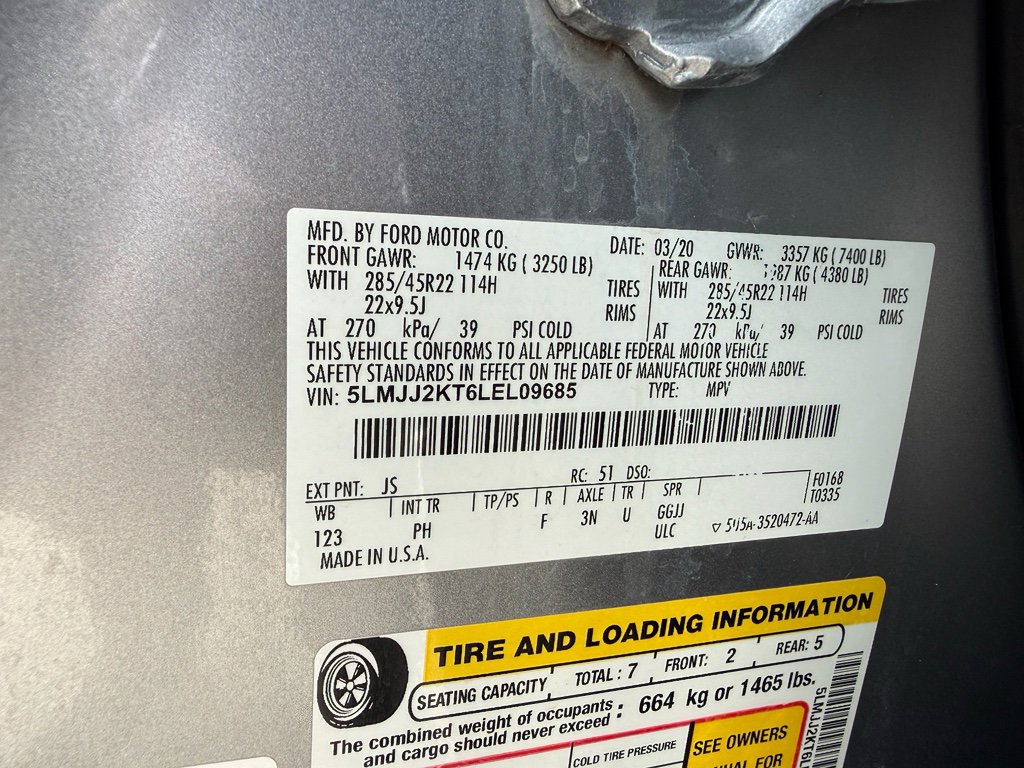 MFD. BY FORD MOTOR CO. DATE: 03/20 GVWR: 3357 KG ( 7400 LB)
FRONT GAWR: 1474 KG ( 3250 LB) REAR GAWR: 1987 KG ( 4380 LB)
WITH 285/45R22 114H TIRES WITH 285/45R22 114H TIRES
22x9.5J RIMS 22x9.5J RIMS
AT 270 kPa/ 39 PSI COLD AT 270 kPa/ 39 PSI COLD
THIS VEHICLE CONFORMS TO ALL APPLICABLE FEDERAL MOTOR VEHICLE
SAFETY STANDARDS IN EFFECT ON THE DATE OF MANUFACTURE SHOWN ABOVE.
VIN: 5LMJJ2KT6LEL09685 TYPE: MPV
EXT PNT: JS RC: 51 DSO: F0168
WB INT TR TP/PS R AXLE TR SPR T0335
123 PH F 3N U GGJJ
ULC
MADE IN U.S.A.
TIRE AND LOADING INFORMATION
SEATING CAPACITY TOTAL : 7 FRONT: 2 REAR: 5
The combined weight of occupants
and cargo should never exceed : 664 kg or 1465 lbs.
COLD TIRE PRESSURE
SEE OWNERS
FOR
5LMJJ2KT6L